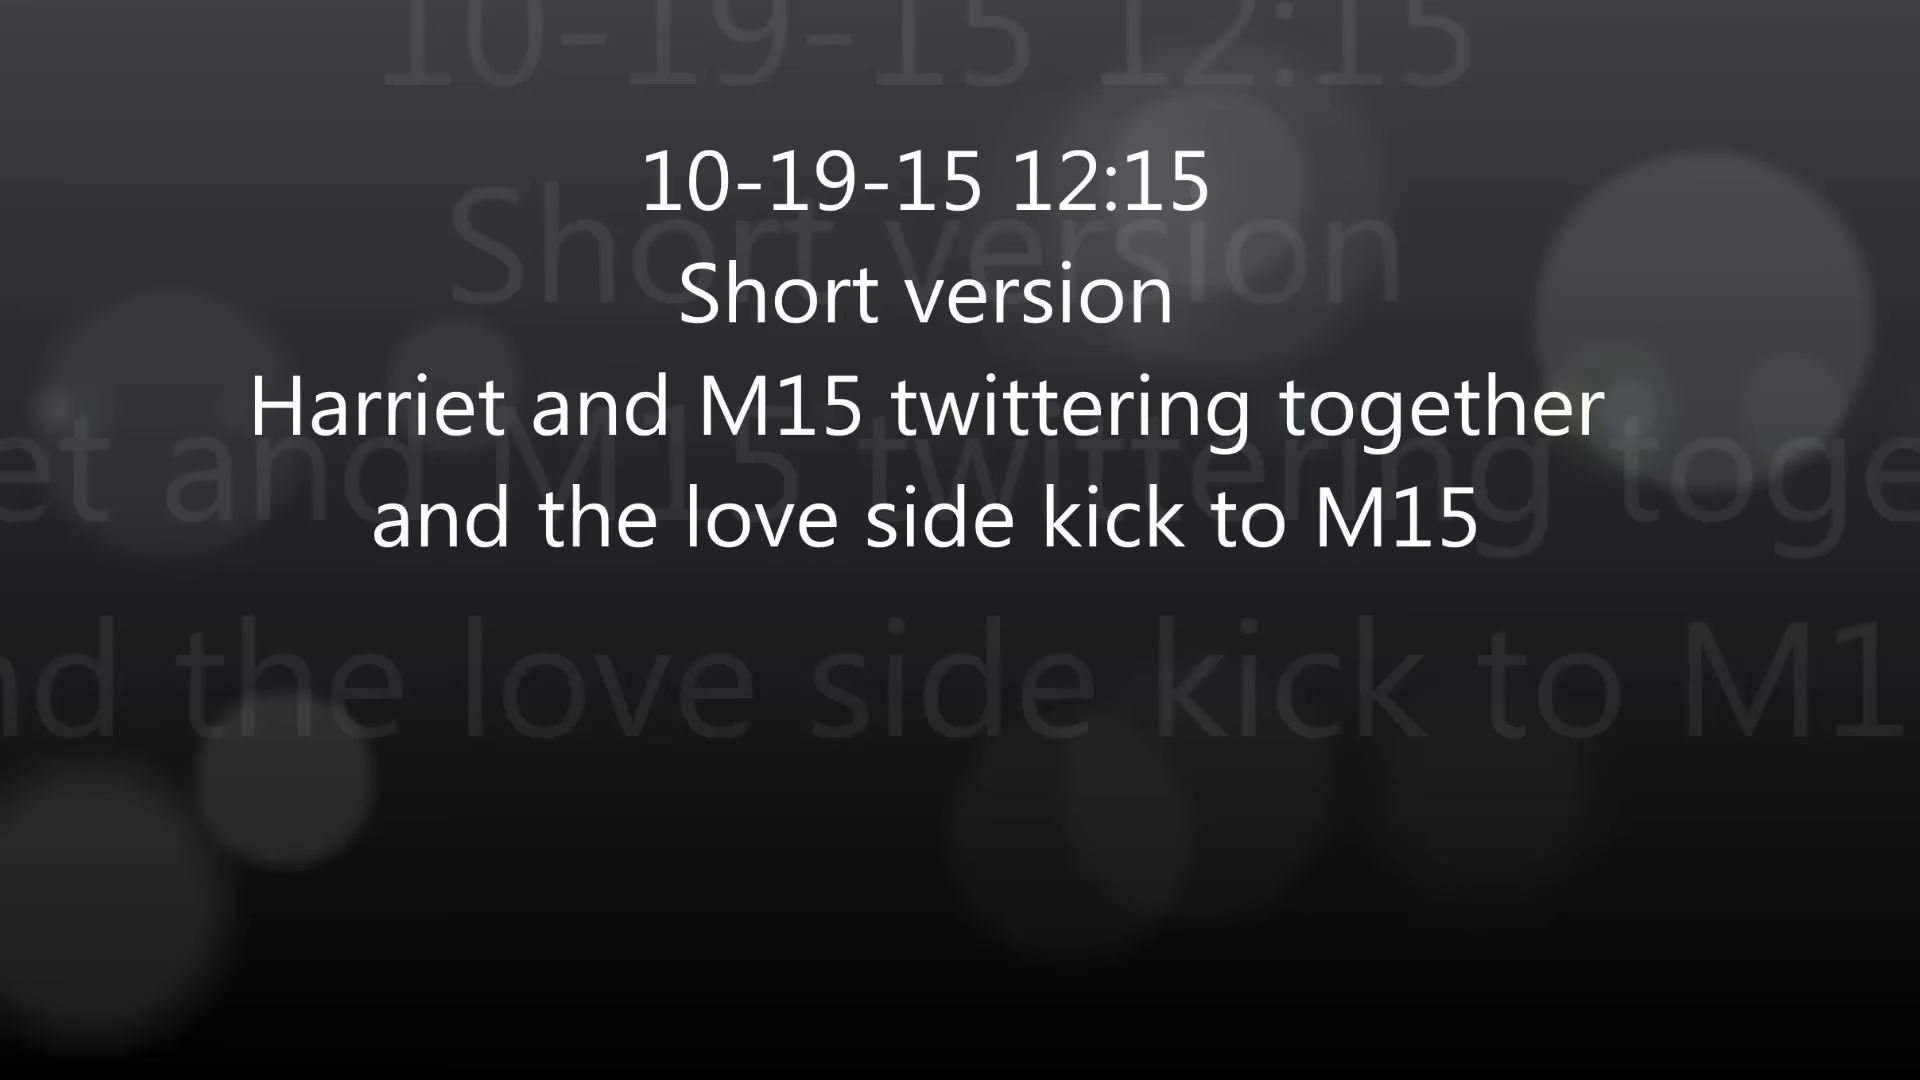 10-19-15 12:15
Short version
Harriet and M15 twittering together
and the love side kick to M15